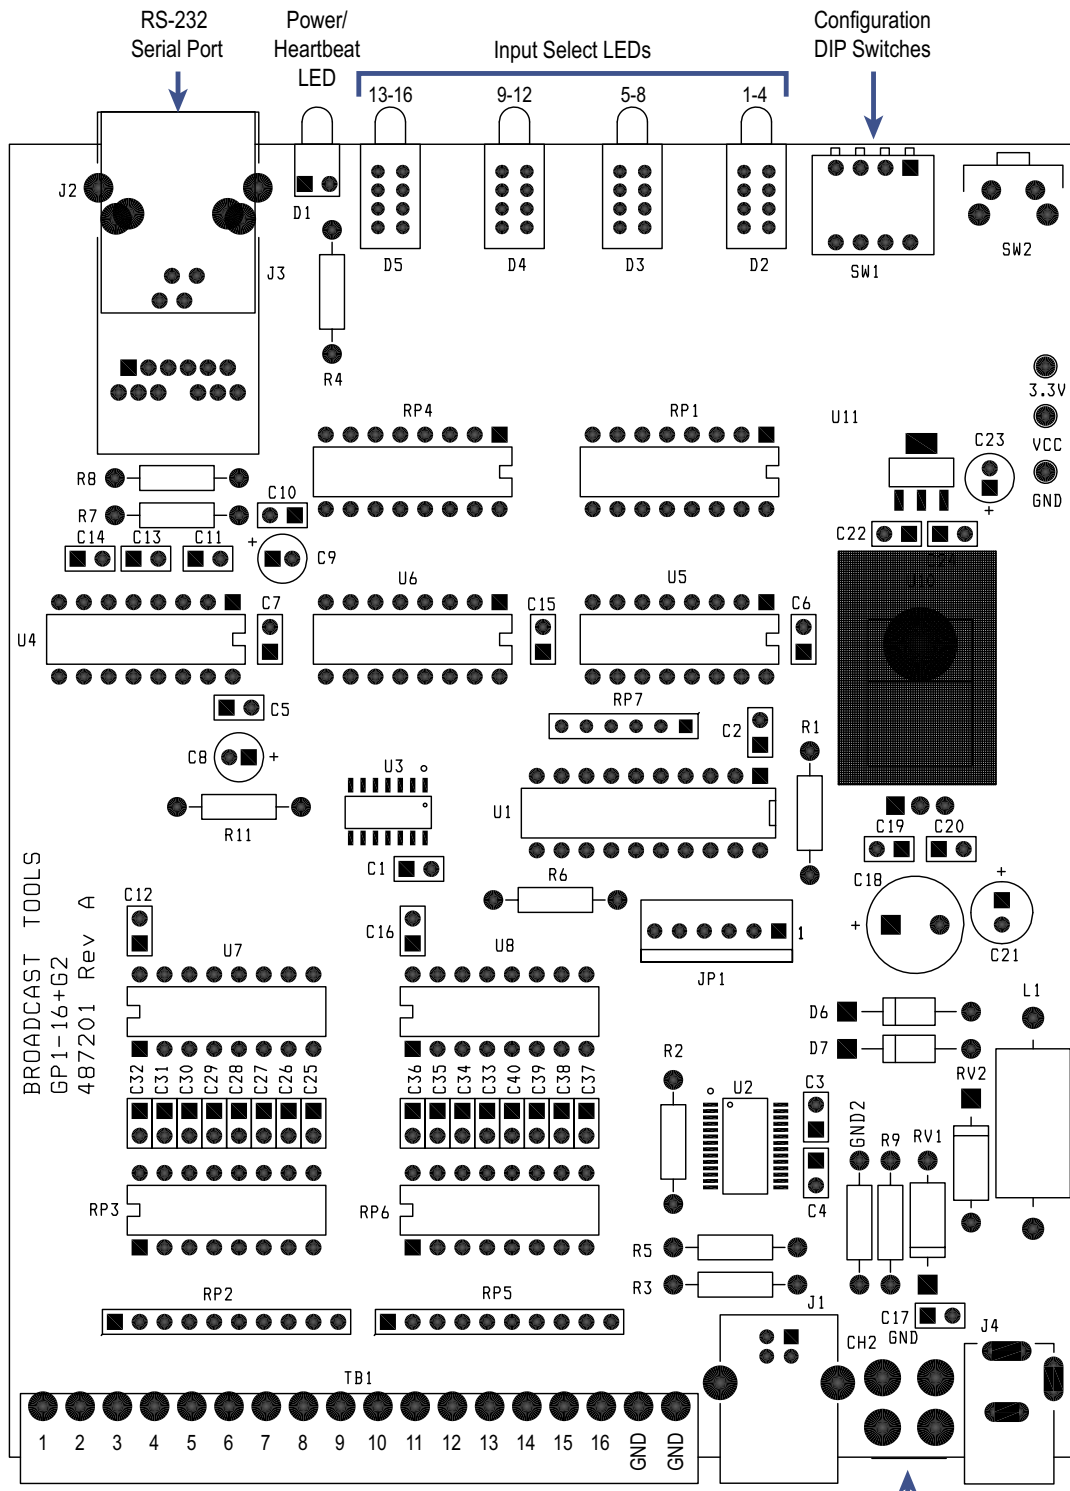 RS-232
Serial Port
Power/
Heartbeat
LED
Input Select LEDs
Configuration
DIP Switches
13-16
9-12
5-8
1-4
J2
D1
D5
D4
D3
D2
SW1
SW2
J3
R4
3.3V
RP4
RP1
U11
C23
VCC
R8
C10
GND
R7
C14
C13
C11
+
C9
C22
+
C24
J10
U6
U5
C7
C15
C6
U4
C5
RP7
C2
R1
C8
+
U3
U1
R11
C1
R6
C19
C20
C18
+
+
C12
C16
1
C21
U7
U8
JP1
BROADCAST TOOLS
GP1-16+G2
487201 Rev A
D6
L1
D7
R2
U2
C3
RV2
C32
C31
C30
C29
C28
C27
C26
C25
C36
C35
C34
C33
C40
C39
C38
C37
GND2
R9
RV1
C4
RP3
RP6
R5
R3
RP2
RP5
J1
C17
GND
J4
CH2
TB1
1
2
3
4
5
6
7
8
9
10
11
12
13
14
15
16
GND
GND